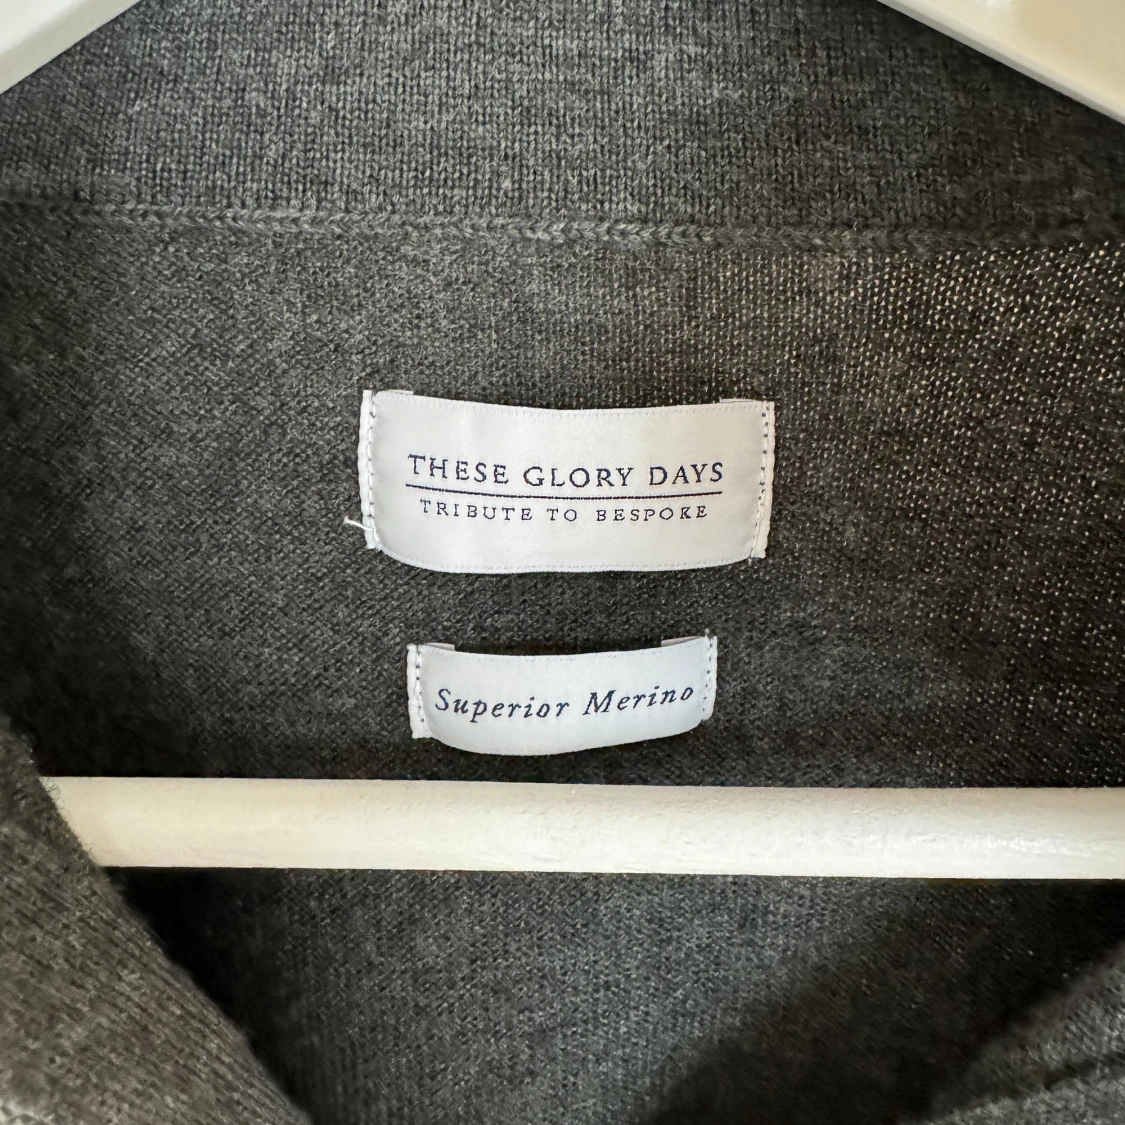 THESE GLORY DAYS
TRIBUTE TO BESPOKE
Superior Merino